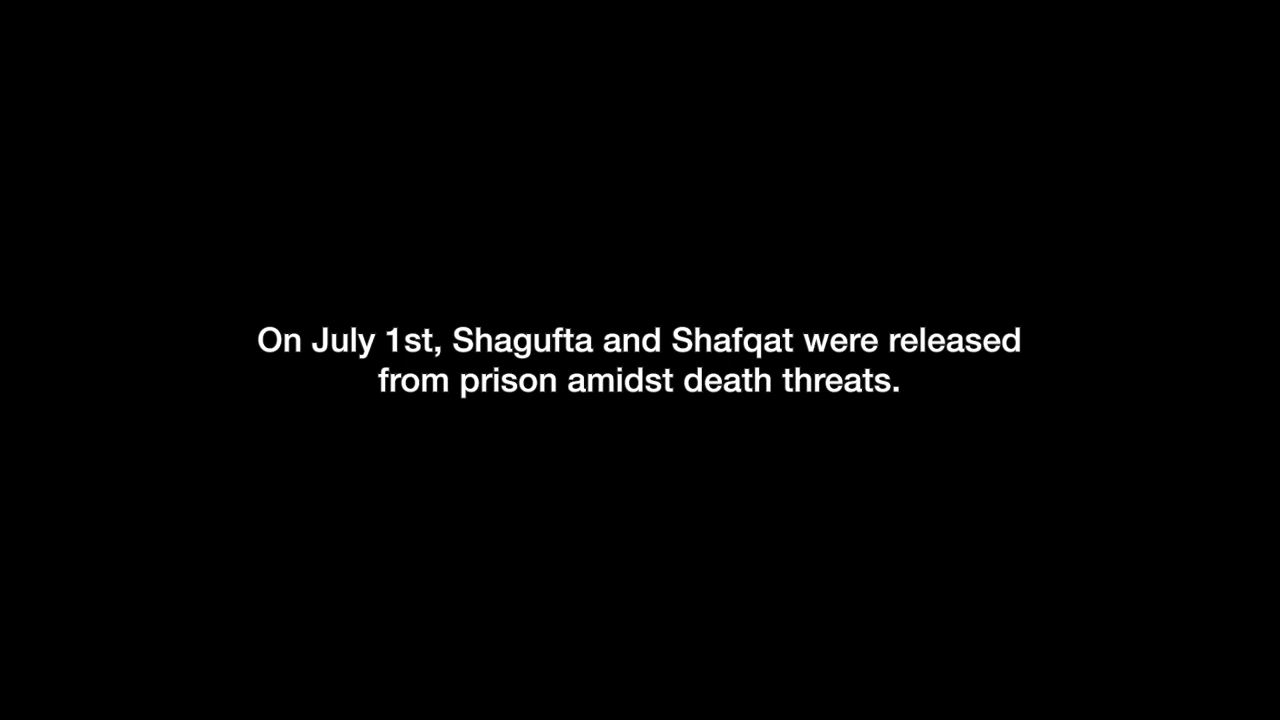 On July 1st, Shagufta and Shafqat were released
from prison amidst death threats.